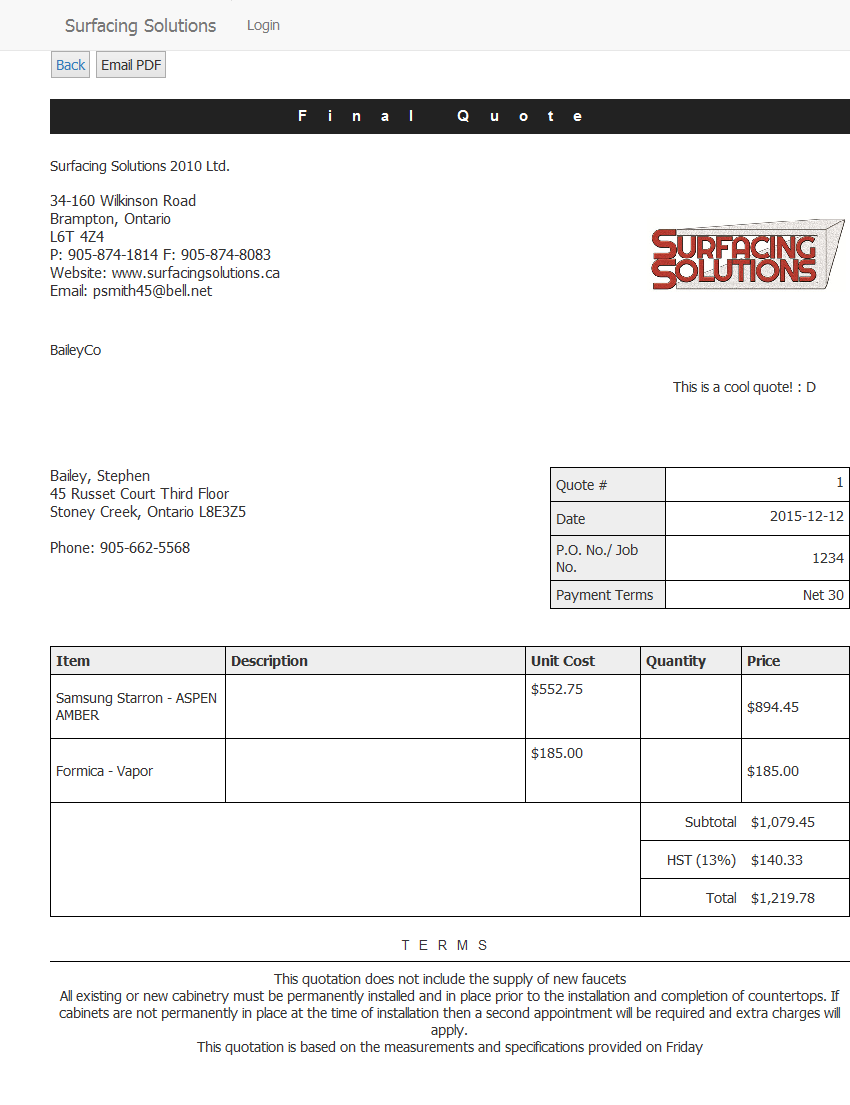 Surfacing Solutions Login
Back Email PDF
Final Quote
Surfacing Solutions 2010 Ltd.
34-160 Wilkinson Road
Brampton, Ontario
L6T 4Z4
P: 905-874-1814 F: 905-874-8083
Website: www.surfacingsolutions.ca
Email: psmith45@bell.net
SURFACING
SOLUTIONS
BaileyCo
This is a cool quote! : D
Bailey, Stephen
45 Russet Court Third Floor
Stoney Creek, Ontario L8E3Z5
Phone: 905-662-5568
Quote # 1
Date 2015-12-12
P.O. No./ Job
No. 1234
Payment Terms Net 30
Item Description Unit Cost Quantity Price
Samsung Starron - ASPEN
AMBER $552.75 $894.45
Formica - Vapor $185.00 $185.00
Subtotal $1,079.45
HST (13%) $140.33
Total $1,219.78
TERMS
This quotation does not include the supply of new faucets
All existing or new cabinetry must be permanently installed and in place prior to the installation and completion of countertops. If
cabinets are not permanently in place at the time of installation then a second appointment will be required and extra charges will
apply.
This quotation is based on the measurements and specifications provided on Friday